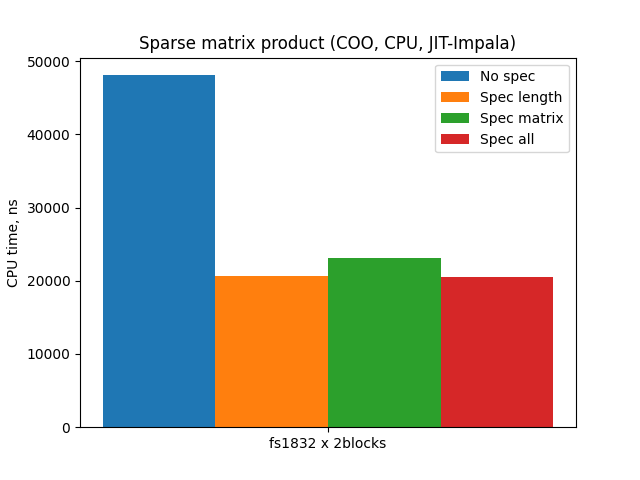 Sparse matrix product (COO, CPU, JIT-Impala)
50000
40000
30000
20000
10000
0
CPU time, ns
No spec
Spec length
Spec matrix
Spec all
fs1832 x 2blocks